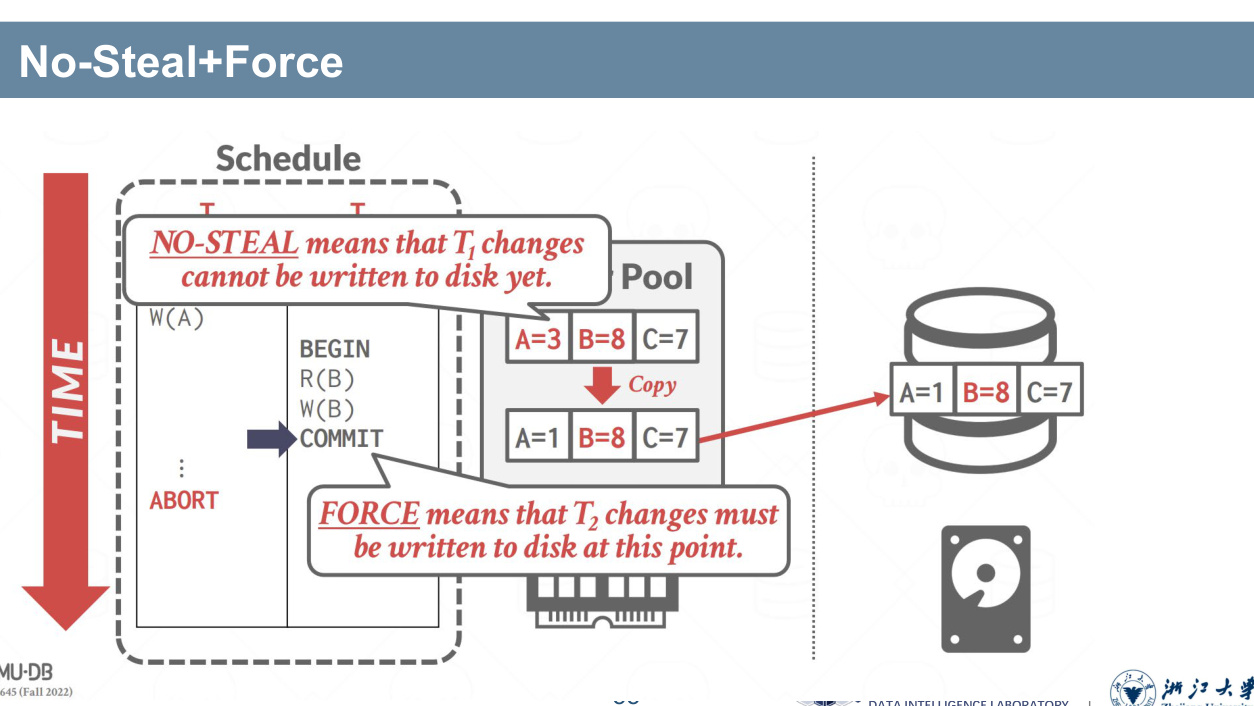 No-Steal+Force
Schedule
TIME
NO-STEAL means that T1 changes
cannot be written to disk yet.
Pool
W(A)
BEGIN
R(B)
W(B)
COMMIT
⋮
ABORT
A=3 B=8 C=7
Copy
A=1 B=8 C=7
A=1 B=8 C=7
FORCE means that T2 changes must
be written to disk at this point.
MU·DB
645 (Fall 2022)
DATA INTELLIGENCE LABORATORY
浙江大学